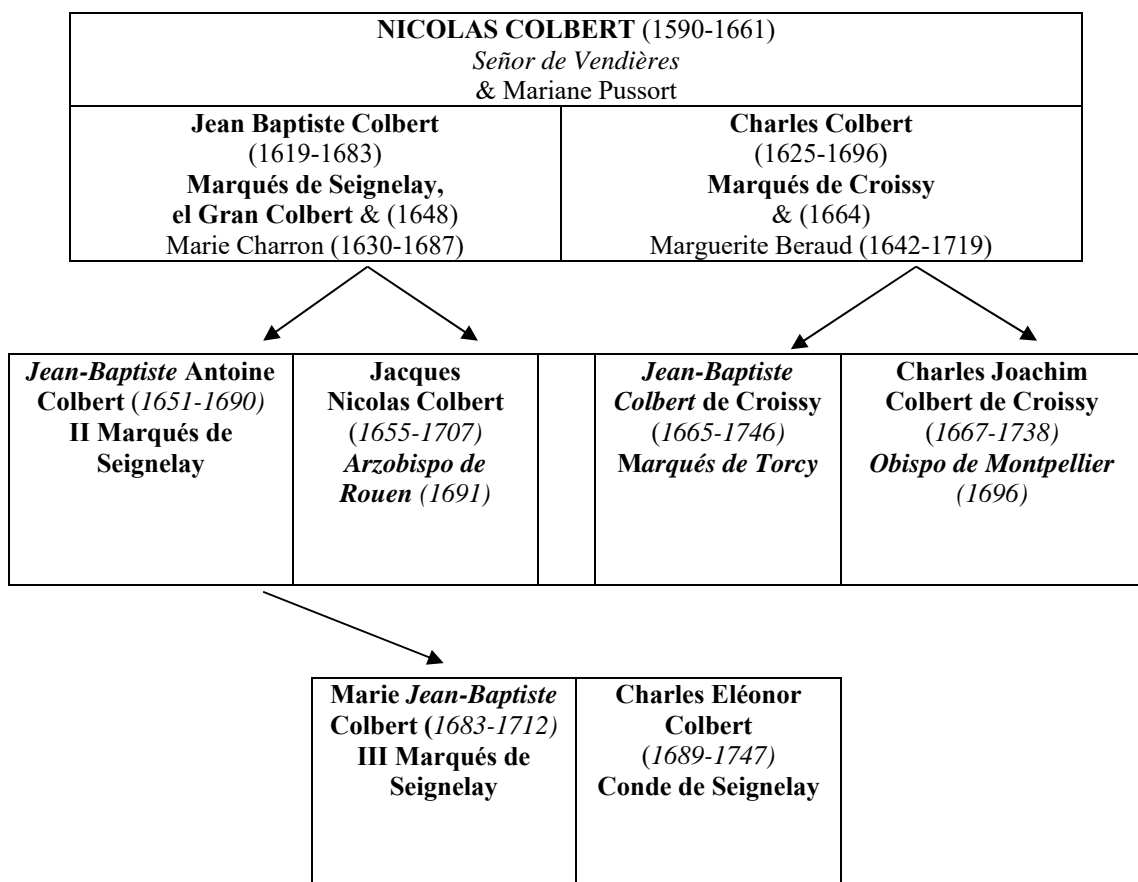 NICOLAS COLBERT (1590-1661)
Señor de Vendières
& Mariane Pussort
Jean Baptiste Colbert
(1619-1683)
Marqués de Seignelay,
el Gran Colbert & (1648)
Marie Charron (1630-1687)
Charles Colbert
(1625-1696)
Marqués de Croissy
& (1664)
Marguerite Beraud (1642-1719)
Jean-Baptiste Antoine
Colbert (1651-1690)
II Marqués de
Seignelay
Jacques
Nicolas Colbert
(1655-1707)
Arzobispo de
Rouen (1691)
Jean-Baptiste
Colbert de Croissy
(1665-1746)
Marqués de Torcy
Charles Joachim
Colbert de Croissy
(1667-1738)
Obispo de Montpellier
(1696)
Marie Jean-Baptiste
Colbert (1683-1712)
III Marqués de
Seignelay
Charles Eléonor
Colbert
(1689-1747)
Conde de Seignelay